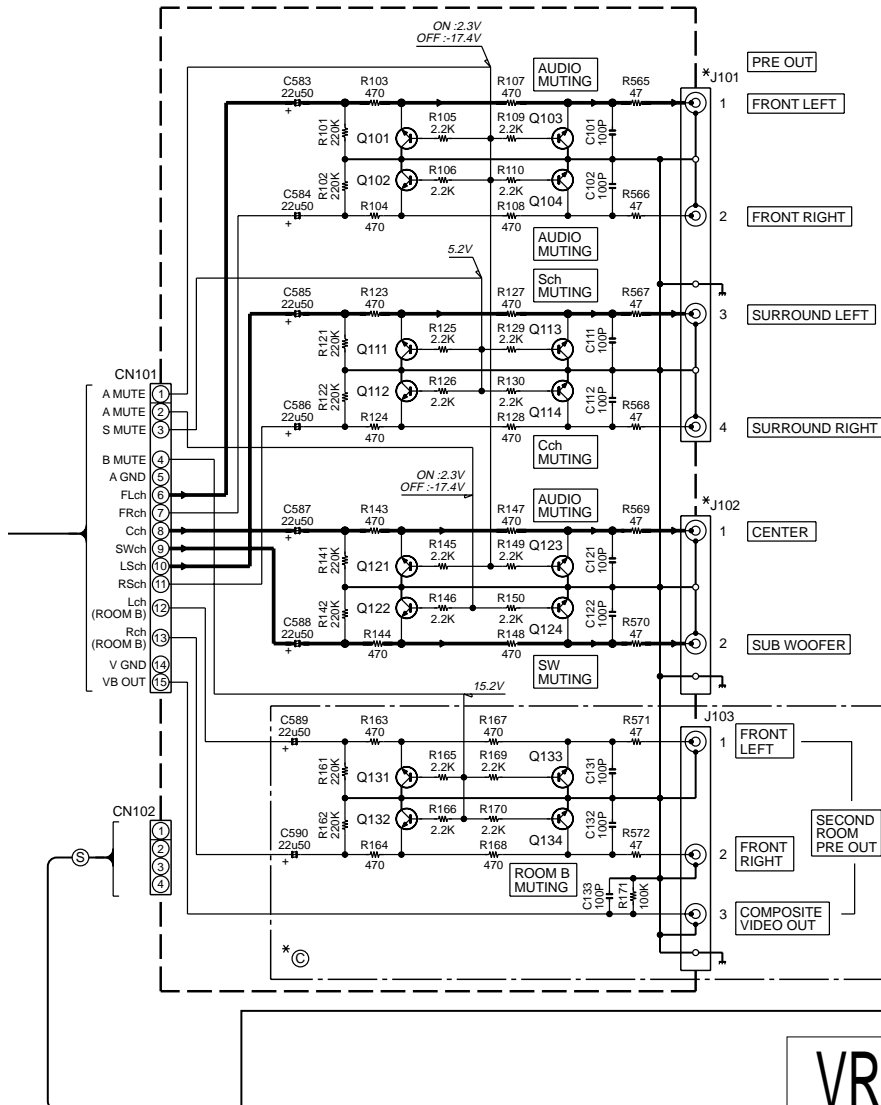 ON :2.3V
OFF :-17.4V
C583
22u50
+
R103
470
R107
470
AUDIO
MUTING
R565
47
*J101
PRE OUT
1
FRONT LEFT
R101
220K
Q101
R105
2.2K
R109
2.2K
Q103
C101
100P
R102
220K
Q102
R106
2.2K
R110
2.2K
Q104
C102
100P
C584
22u50
+
R104
470
R108
470
R566
47
2
FRONT RIGHT
AUDIO
MUTING
5.2V
Sch
MUTING
C585
22u50
+
R123
470
R127
470
R567
47
3
SURROUND LEFT
R121
220K
Q111
R125
2.2K
R129
2.2K
Q113
C111
100P
R122
220K
Q112
R126
2.2K
R130
2.2K
Q114
C112
100P
C586
22u50
+
R124
470
R128
470
R568
47
4
SURROUND RIGHT
Cch
MUTING
CN101
A MUTE 1
A MUTE 2
S MUTE 3
B MUTE 4
A GND 5
FLch 6
FRch 7
Cch 8
SWch 9
LSch 10
RSch 11
Lch
(ROOM B) 12
Rch
(ROOM B) 13
V GND 14
VB OUT 15
ON :2.3V
OFF :-17.4V
AUDIO
MUTING
C587
22u50
+
R143
470
R147
470
R569
47
*J102
1
CENTER
R141
220K
Q121
R145
2.2K
R149
2.2K
Q123
C121
100P
R142
220K
Q122
R146
2.2K
R150
2.2K
Q124
C122
100P
C588
22u50
+
R144
470
R148
470
R570
47
2
SUB WOOFER
SW
MUTING
15.2V
C589
22u50
+
R163
470
R167
470
R571
47
J103
1
FRONT
LEFT
R161
220K
Q131
R165
2.2K
R169
2.2K
Q133
C131
100P
R162
220K
Q132
R166
2.2K
R170
2.2K
Q134
C132
100P
C590
22u50
+
R164
470
R168
470
R572
47
2
FRONT
RIGHT
SECOND
ROOM
PRE OUT
ROOM B
MUTING
C133
100P
R171
100K
3
COMPOSITE
VIDEO OUT
CN102
1
2
3
4
S
*C
VR